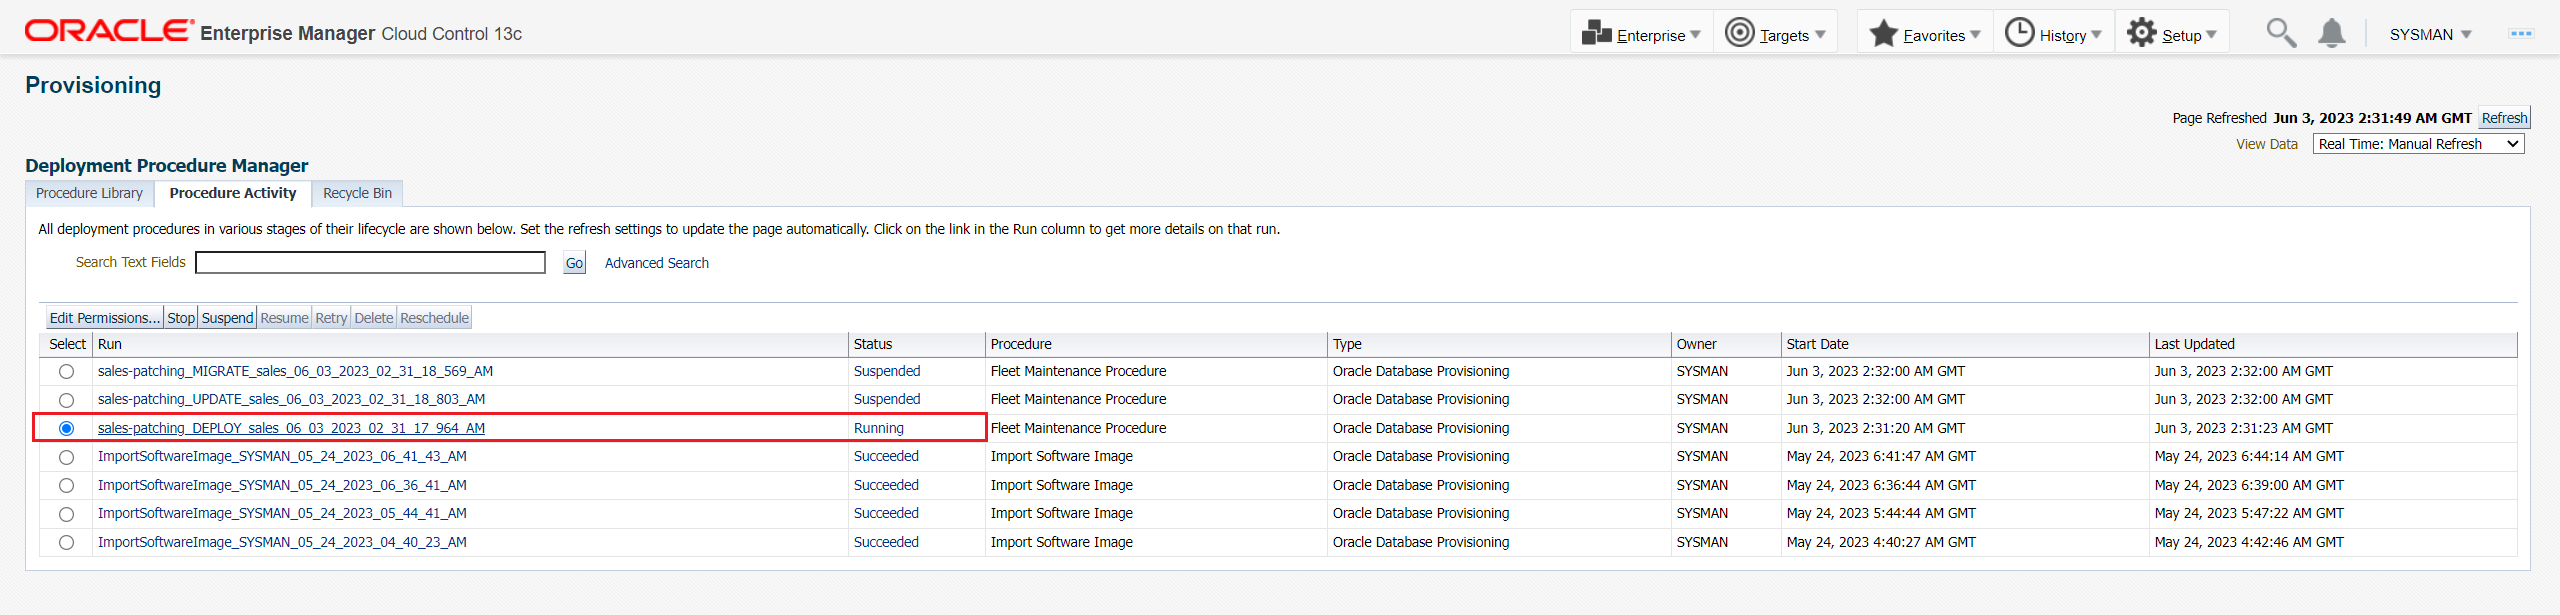 ORACLE Enterprise Manager Cloud Control 13c Enterprise Targets Favorites History Setup SYSMAN
Provisioning
Page Refreshed Jun 3, 2023 2:31:49 AM GMT Refresh
View Data Real Time: Manual Refresh
Deployment Procedure Manager
Procedure Library Procedure Activity Recycle Bin
All deployment procedures in various stages of their lifecycle are shown below. Set the refresh settings to update the page automatically. Click on the link in the Run column to get more details on that run.
Search Text Fields Go Advanced Search
Edit Permissions... Stop Suspend Resume Retry Delete Reschedule
Select Run Status Procedure Type Owner Start Date Last Updated
sales-patching_MIGRATE_sales_06_03_2023_02_31_18_569_AM Suspended Fleet Maintenance Procedure Oracle Database Provisioning SYSMAN Jun 3, 2023 2:32:00 AM GMT Jun 3, 2023 2:32:00 AM GMT
sales-patching_UPDATE_sales_06_03_2023_02_31_18_803_AM Suspended Fleet Maintenance Procedure Oracle Database Provisioning SYSMAN Jun 3, 2023 2:32:00 AM GMT Jun 3, 2023 2:32:00 AM GMT
sales-patching_DEPLOY_sales_06_03_2023_02_31_17_964_AM Running Fleet Maintenance Procedure Oracle Database Provisioning SYSMAN Jun 3, 2023 2:31:20 AM GMT Jun 3, 2023 2:31:23 AM GMT
ImportSoftwareImage_SYSMAN_05_24_2023_06_41_43_AM Succeeded Import Software Image Oracle Database Provisioning SYSMAN May 24, 2023 6:41:47 AM GMT May 24, 2023 6:44:14 AM GMT
ImportSoftwareImage_SYSMAN_05_24_2023_06_36_41_AM Succeeded Import Software Image Oracle Database Provisioning SYSMAN May 24, 2023 6:36:44 AM GMT May 24, 2023 6:39:00 AM GMT
ImportSoftwareImage_SYSMAN_05_24_2023_05_44_41_AM Succeeded Import Software Image Oracle Database Provisioning SYSMAN May 24, 2023 5:44:44 AM GMT May 24, 2023 5:47:22 AM GMT
ImportSoftwareImage_SYSMAN_05_24_2023_04_40_23_AM Succeeded Import Software Image Oracle Database Provisioning SYSMAN May 24, 2023 4:40:27 AM GMT May 24, 2023 4:42:46 AM GMT